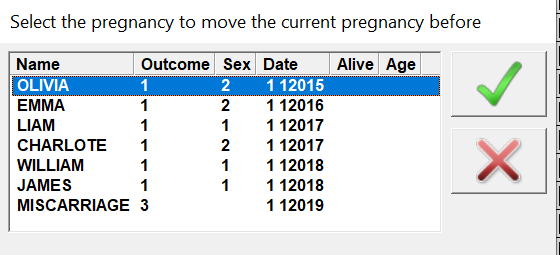 Select the pregnancy to move the current pregnancy before
Name Outcome Sex Date Alive Age
OLIVIA 1 2 1 12015
EMMA 1 2 1 12016
LIAM 1 1 1 12017
CHARLOTE 1 2 1 12017
WILLIAM 1 1 1 12018
JAMES 1 1 1 12018
MISCARRIAGE 3 1 12019